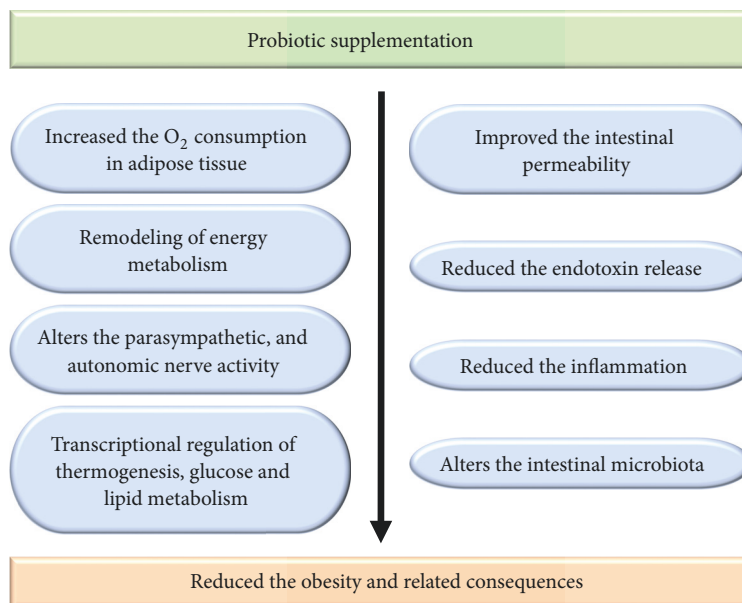 Probiotic supplementation
Increased the O₂ consumption
in adipose tissue
Remodeling of energy
metabolism
Alters the parasympathetic, and
autonomic nerve activity
Transcriptional regulation of
thermogenesis, glucose and
lipid metabolism
Improved the intestinal
permeability
Reduced the endotoxin release
Reduced the inflammation
Alters the intestinal microbiota
Reduced the obesity and related consequences